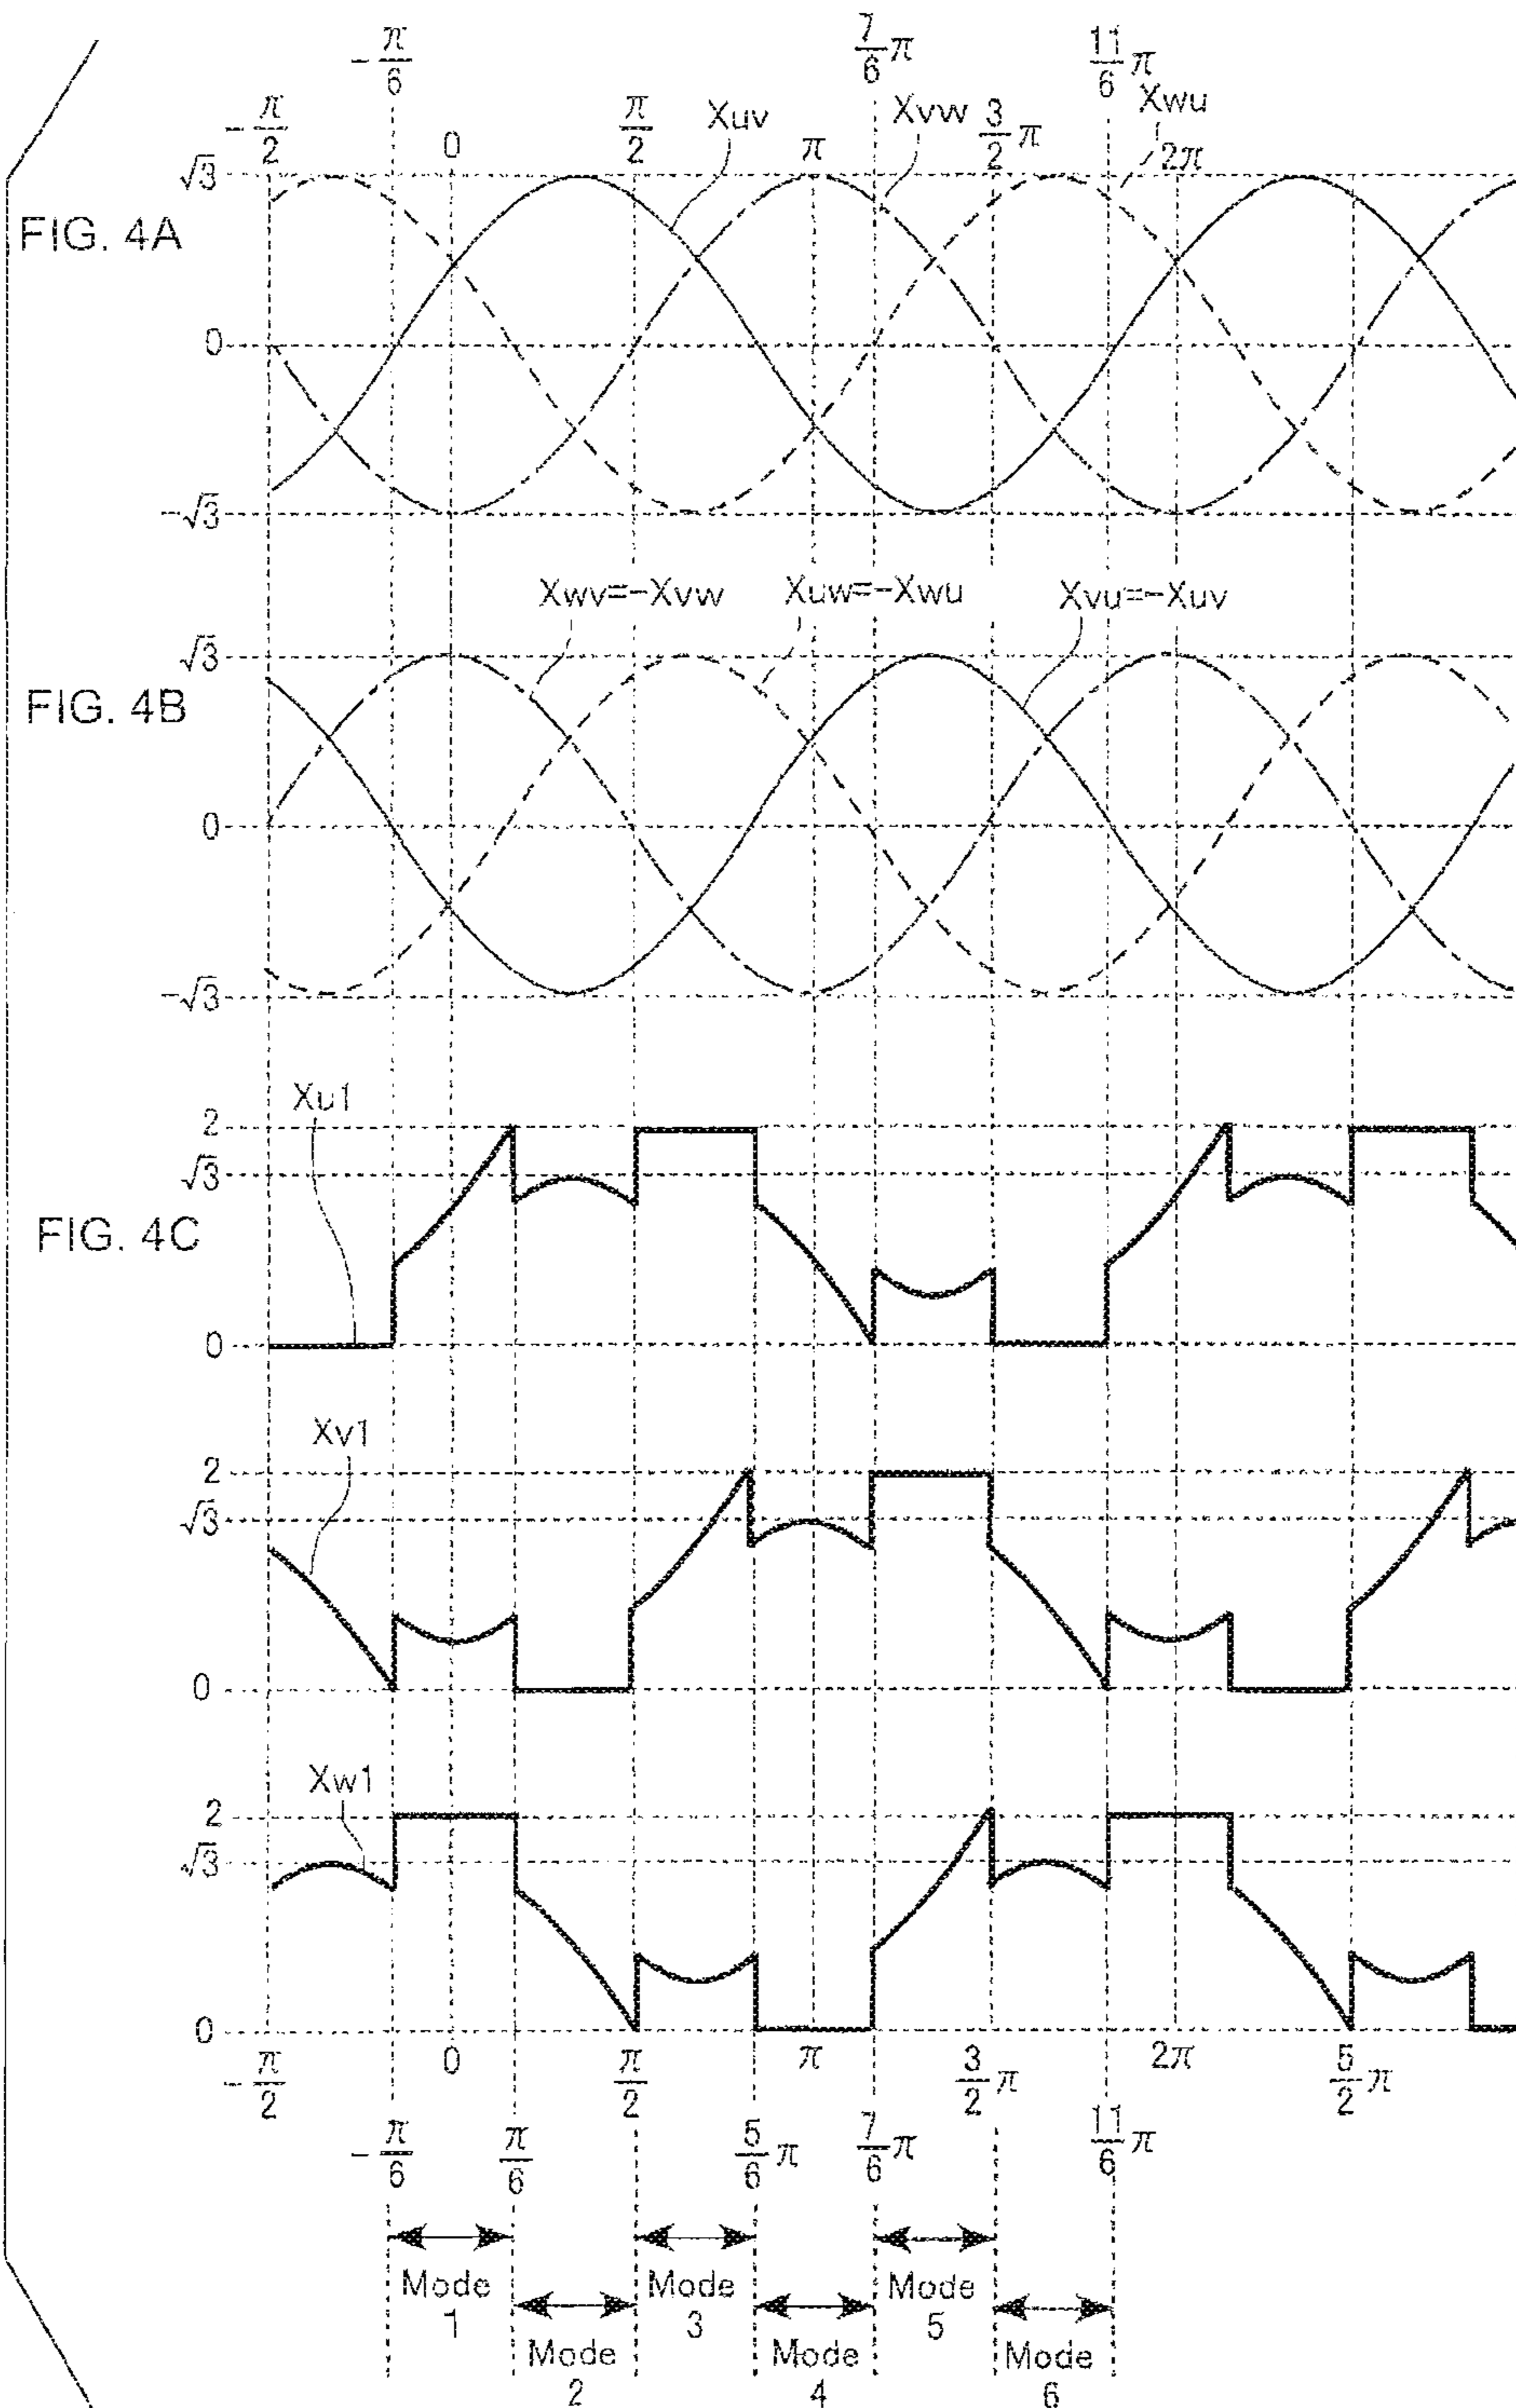 -π/6 7/6π 11/6π
-π/2 0 π/2 Xuv π Xvw 3/2π Xwu 2π
√3
FIG. 4A
0
-√3
Xwv=-Xvw Xuw=-Xwu Xvu=-Xuv
√3
FIG. 4B
0
-√3
Xu1
2
√3
FIG. 4C
0
Xv1
2
√3
0
Xw1
2
√3
0
-π/2 0 π/2 π 3/2π 2π 5/2π
-π/6 π/6 5/6π 7/6π 11/6π
Mode 1
Mode 2
Mode 3
Mode 4
Mode 5
Mode 6